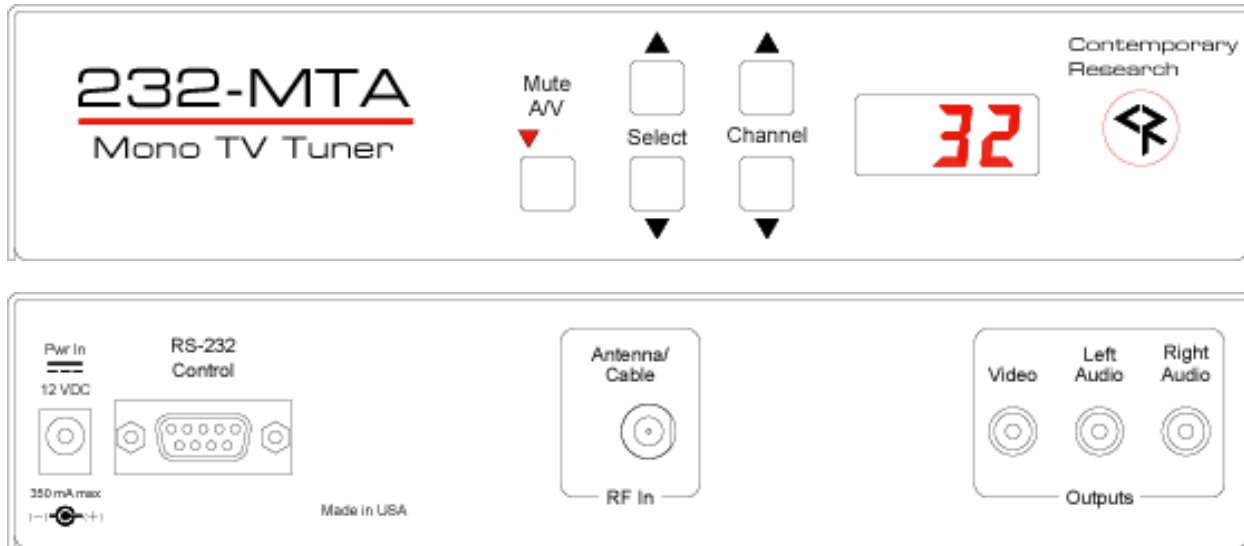 232-MTA
Mono TV Tuner
Mute
A/V
Select
Channel
32
Contemporary
Research
Pwr In
12 VDC
350 mA max
(–) (+)
RS-232
Control
Made in USA
Antenna/
Cable
RF In
Video
Left
Audio
Right
Audio
Outputs